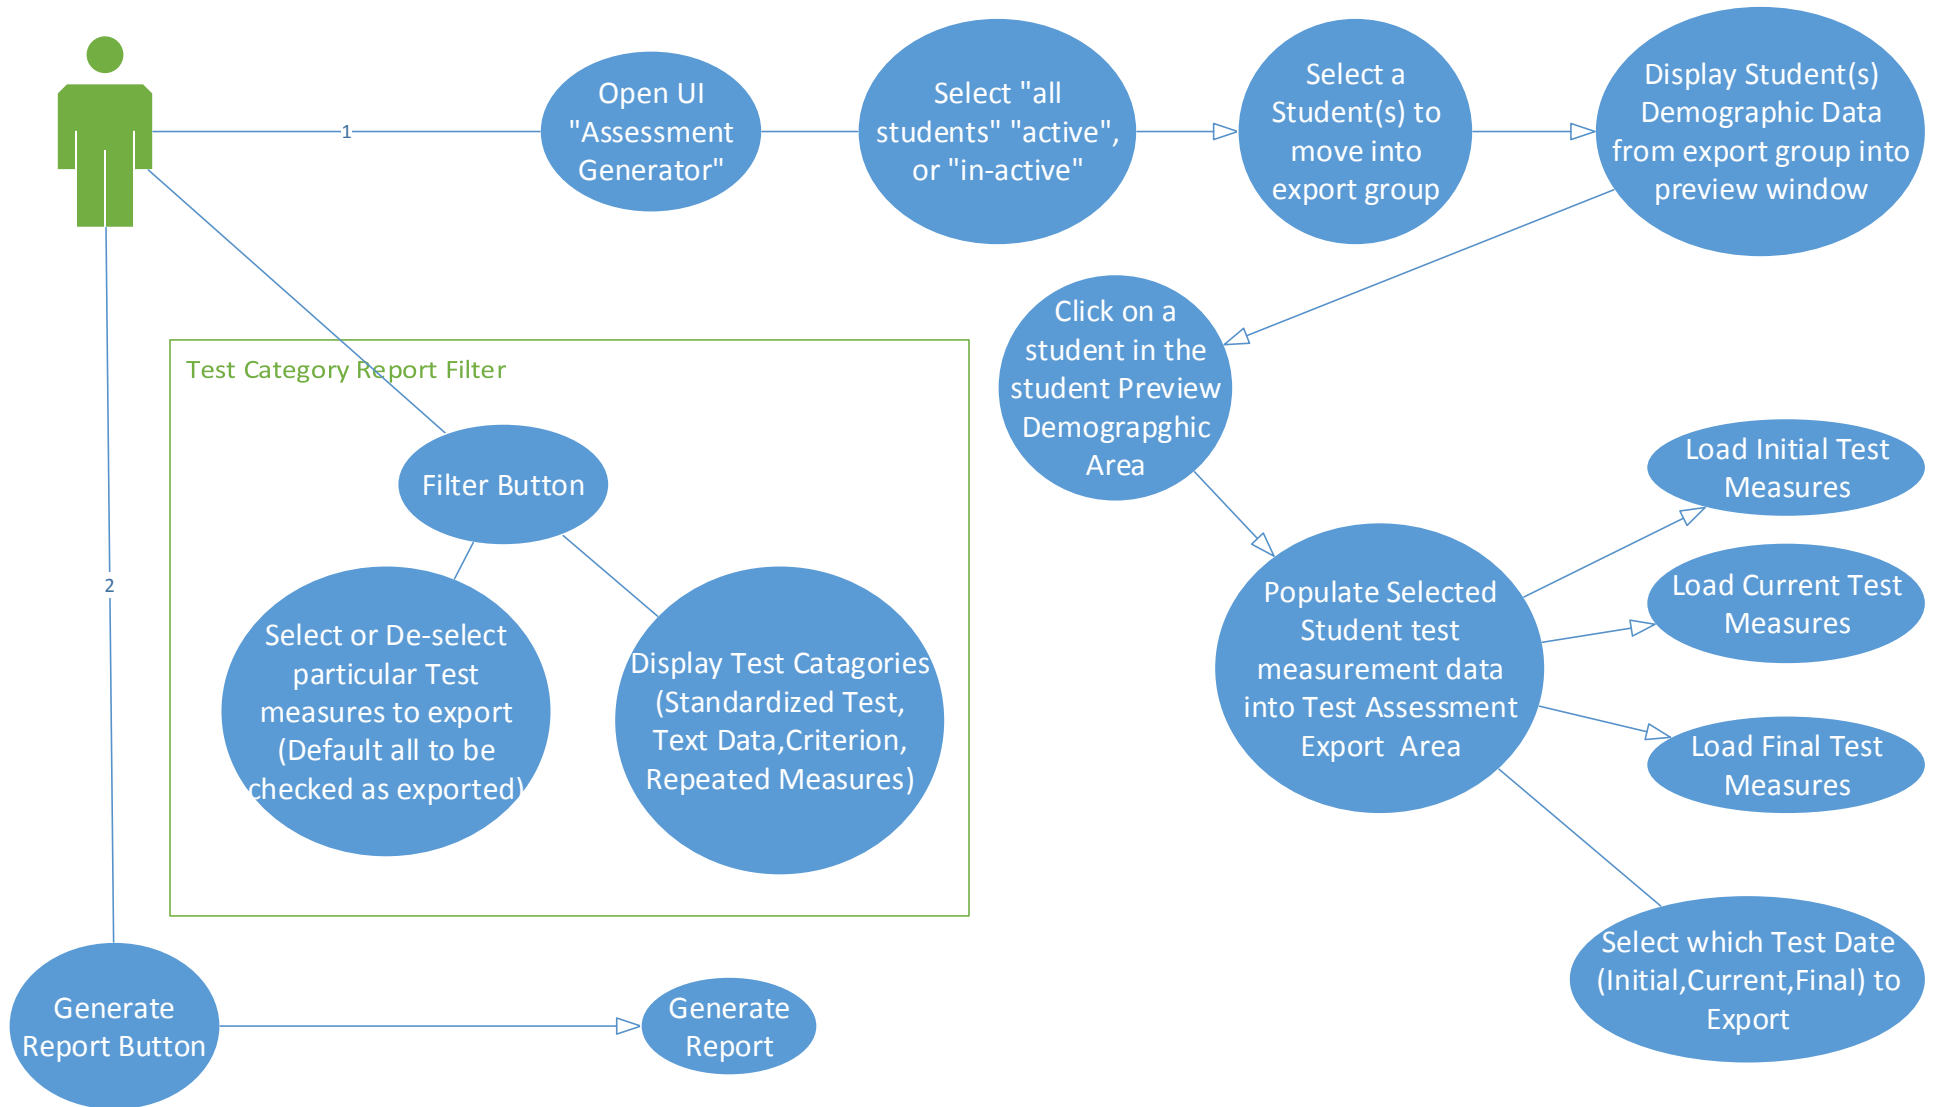 1
Open UI
"Assessment
Generator"
Select "all
students" "active",
or "in-active"
Select a
Student(s) to
move into
export group
Display Student(s)
Demographic Data
from export group into
preview window
Click on a
student in the
student Preview
Demograpghic
Area
Test Category Report Filter
Filter Button
Select or De-select
particular Test
measures to export
(Default all to be
checked as exported)
Display Test Catagories
(Standardized Test,
Text Data,Criterion,
Repeated Measures)
Populate Selected
Student test
measurement data
into Test Assessment
Export Area
Load Initial Test
Measures
Load Current Test
Measures
Load Final Test
Measures
Select which Test Date
(Initial,Current,Final) to
Export
2
Generate
Report Button
Generate
Report